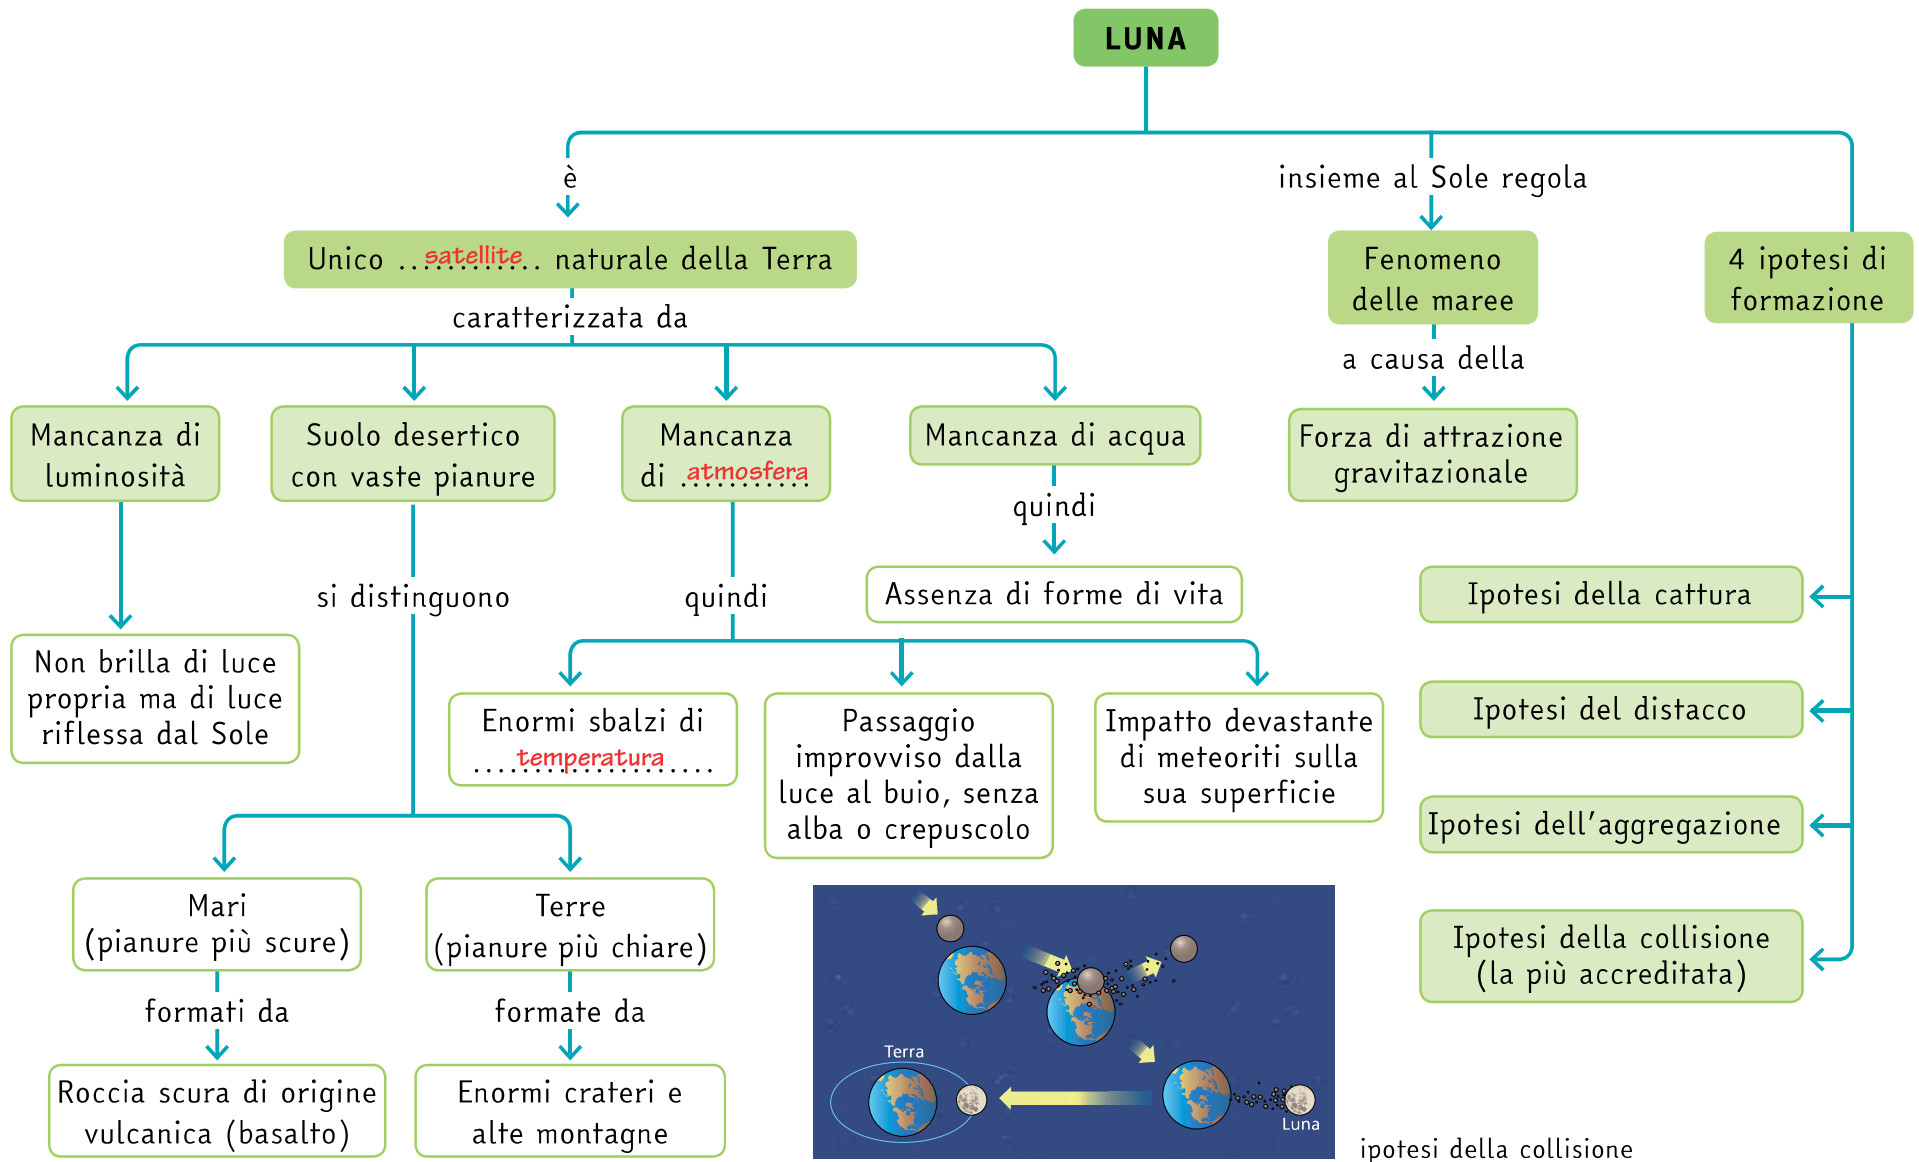 LUNA
è
insieme al Sole regola
Unico satellite naturale della Terra
Fenomeno
delle maree
4 ipotesi di
formazione
caratterizzata da
a causa della
Mancanza di
luminosità
Suolo desertico
con vaste pianure
Mancanza
di atmosfera
Mancanza di acqua
Forza di attrazione
gravitazionale
quindi
si distinguono
quindi
Assenza di forme di vita
Ipotesi della cattura
Non brilla di luce
propria ma di luce
riflessa dal Sole
Enormi sbalzi di
temperatura
Passaggio
improvviso dalla
luce al buio, senza
alba o crepuscolo
Impatto devastante
di meteoriti sulla
sua superficie
Ipotesi del distacco
Ipotesi dell'aggregazione
Mari
(pianure più scure)
Terre
(pianure più chiare)
Ipotesi della collisione
(la più accreditata)
formati da
formate da
Roccia scura di origine
vulcanica (basalto)
Enormi crateri e
alte montagne
Terra
Luna
ipotesi della collisione